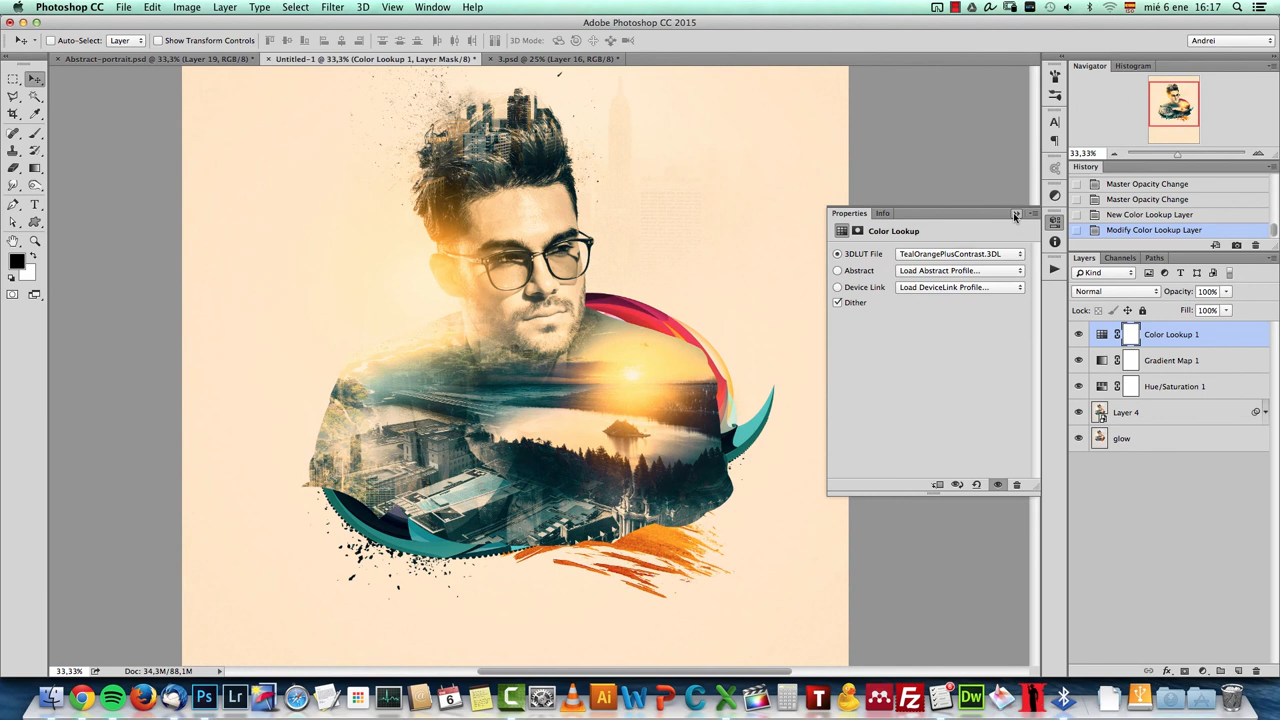 Photoshop CC File Edit Image Layer Type Select Filter 3D View Window Help mié 6 ene 16:17
Adobe Photoshop CC 2015
Auto-Select: Layer Show Transform Controls 3D Mode: Andrei
Abstract-portrait.psd @ 33,3% (Layer 19, RGB/8) * Untitled-1 @ 33,3% (Color Lookup 1, Layer Mask/8) * 3.psd @ 25% (Layer 16, RGB/8) *
Navigator Histogram
33,33%
History
Master Opacity Change
Master Opacity Change
New Color Lookup Layer
Modify Color Lookup Layer
Properties Info
Color Lookup
3DLUT File TealOrangePlusContrast.3DL
Abstract Load Abstract Profile...
Device Link Load DeviceLink Profile...
Dither
Layers Channels Paths
Kind
Normal Opacity: 100%
Lock: Fill: 100%
Color Lookup 1
Gradient Map 1
Hue/Saturation 1
Layer 4
glow
33,33% Doc: 34,3M/88,1M